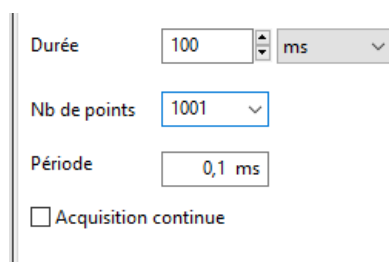 Durée 100 ms
Nb de points 1001
Période 0,1 ms
Acquisition continue